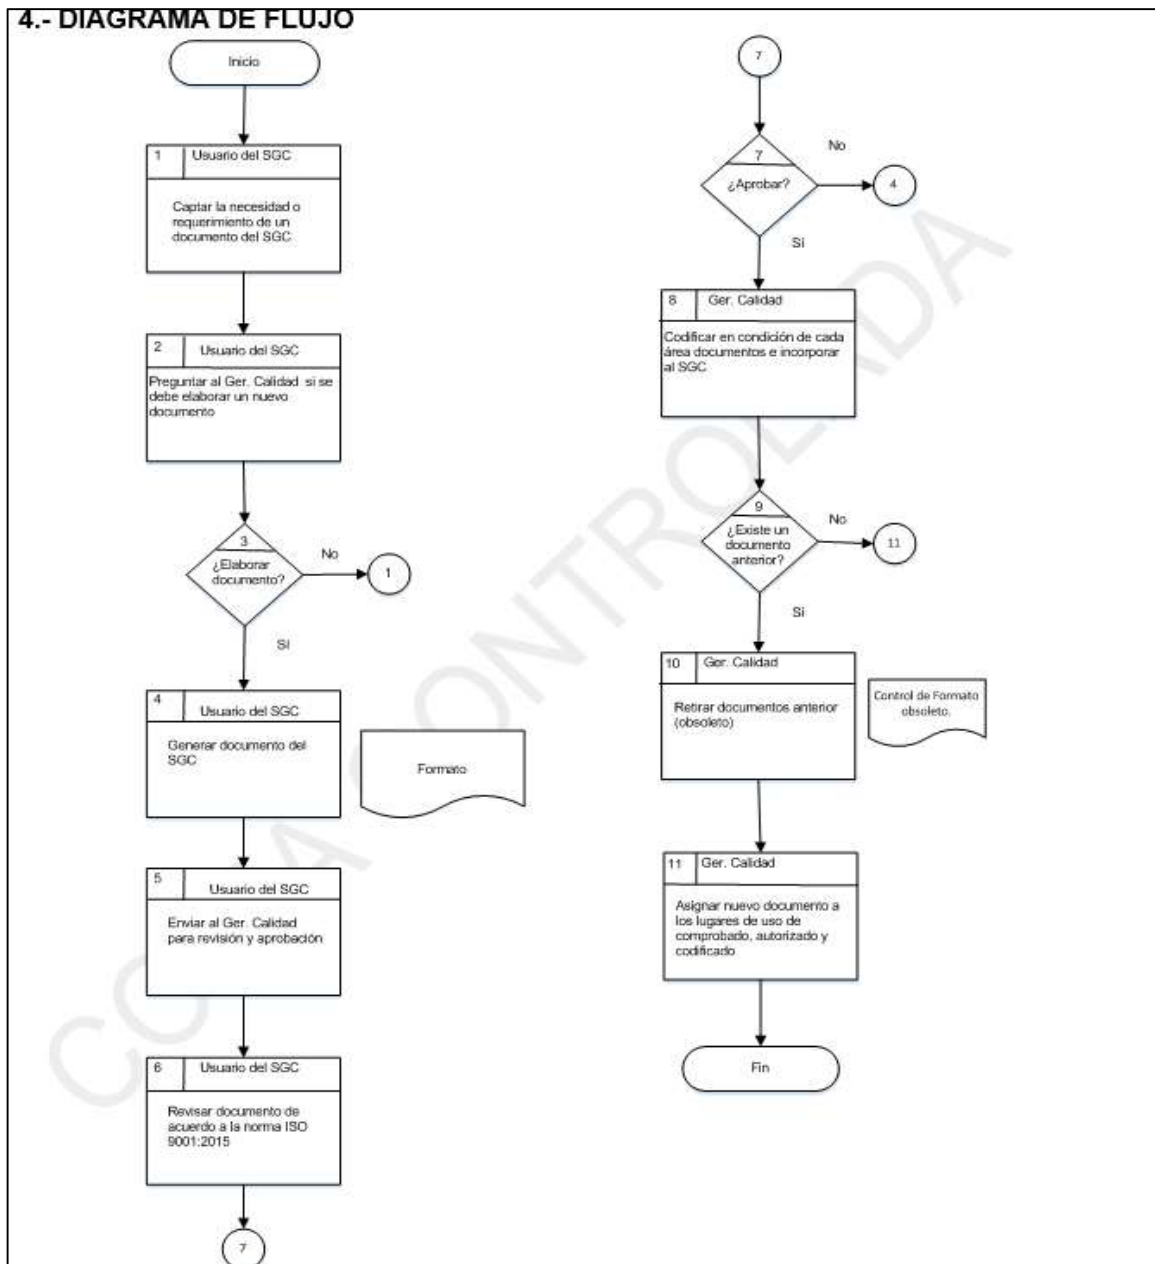 4.- DIAGRAMA DE FLUJO
Inicio
1 Usuario del SGC
Captar la necesidad o
requerimiento de un
documento del SGC
2 Usuario del SGC
Preguntar al Ger. Calidad si se
debe elaborar un nuevo
documento
3
¿Elaborar
documento?
No
1
Si
4 Usuario del SGC
Generar documento del
SGC
Formato
5 Usuario del SGC
Enviar al Ger. Calidad
para revisión y aprobación
6 Usuario del SGC
Revisar documento de
acuerdo a la norma ISO
9001:2015
7
7
7
¿Aprobar?
No
4
Si
8 Ger. Calidad
Codificar en condición de cada
área documentos e incorporar
al SGC
9
¿Existe un
documento
anterior?
No
11
Si
10 Ger. Calidad
Retirar documentos anterior
(obsoleto)
Control de Formato
obsoleto.
11 Ger. Calidad
Asignar nuevo documento a
los lugares de uso de
comprobado, autorizado y
codificado
Fin
COPIA CONTROLADA